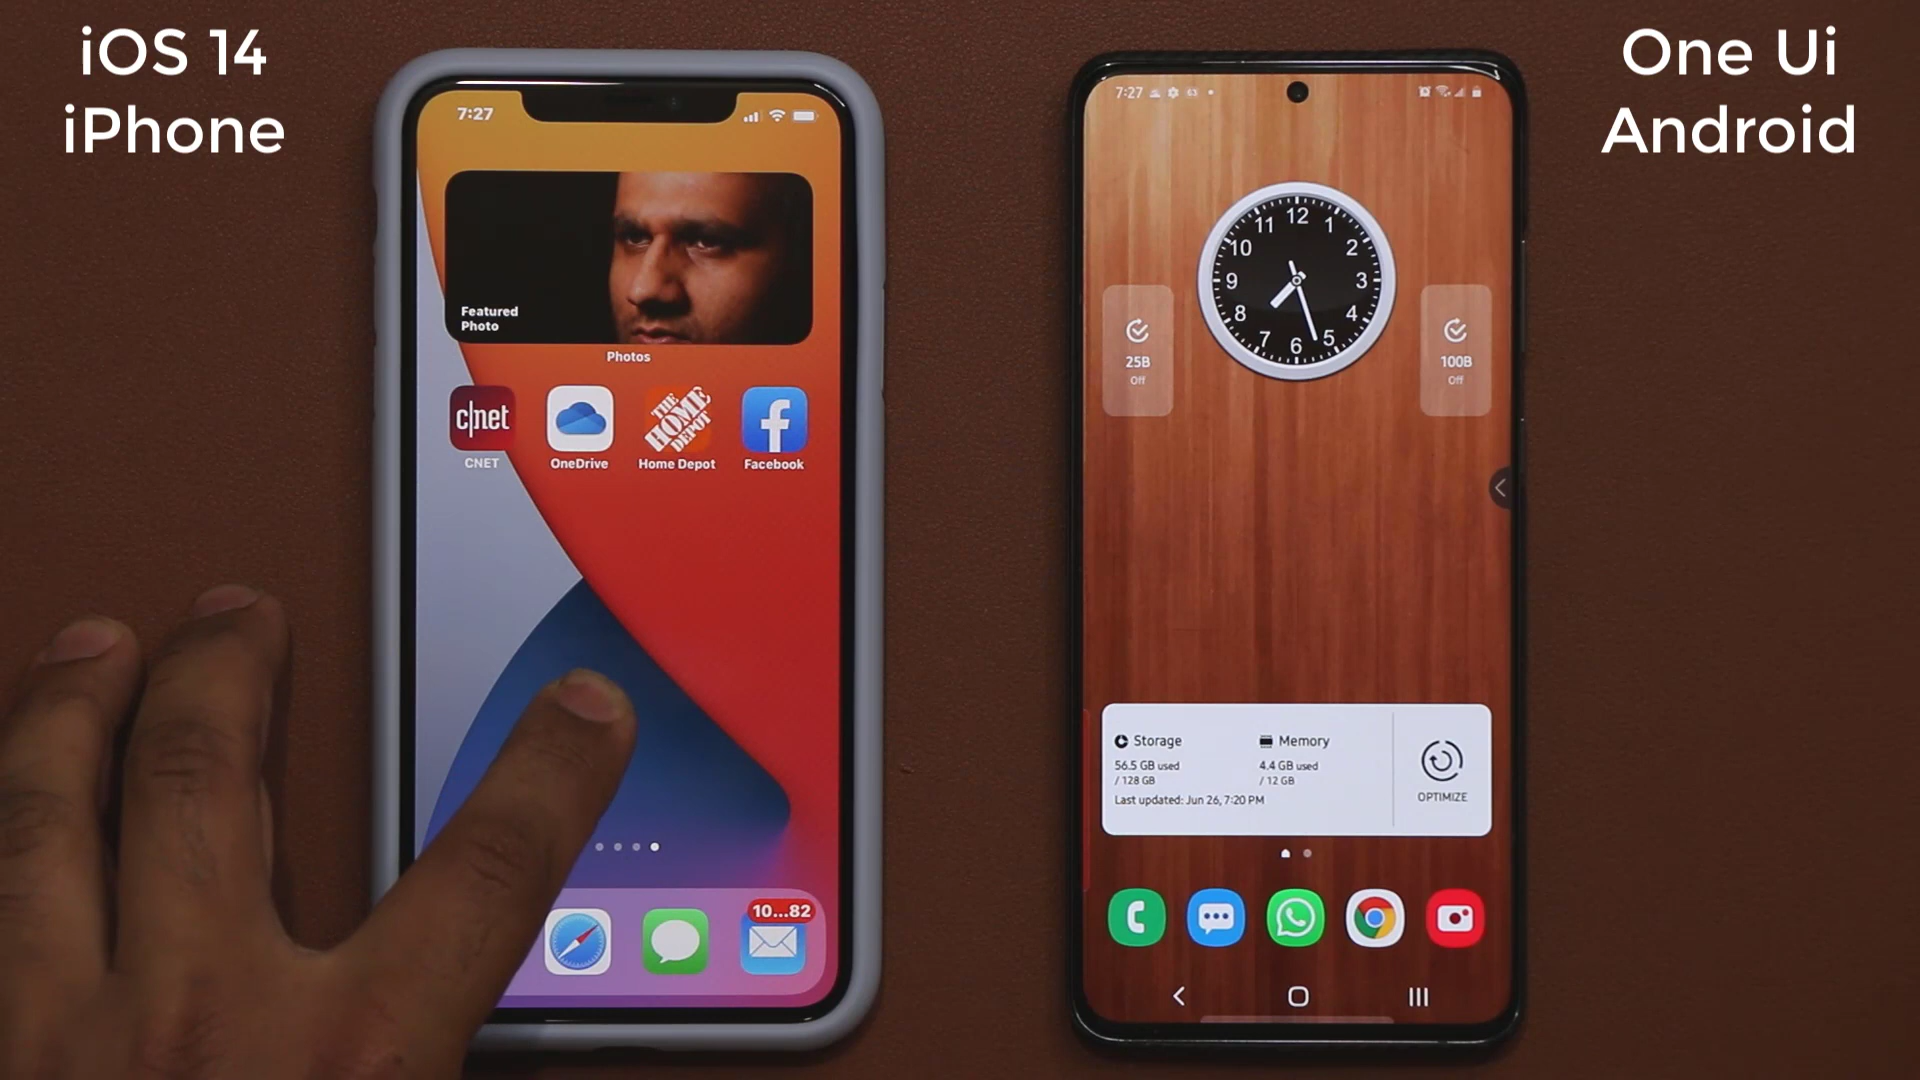 iOS 14
iPhone
One Ui
Android
7:27
Featured
Photo
Photos
c|net
THE
HOME
DEPOT
CNET
OneDrive
Home Depot
Facebook
10...82
7:27
63
12
1
2
3
4
5
6
7
8
9
10
11
25B
Off
100B
Off
Storage
Memory
56.5 GB used
/ 128 GB
4.4 GB used
/ 12 GB
Last updated: Jun 26, 7:20 PM
OPTIMIZE